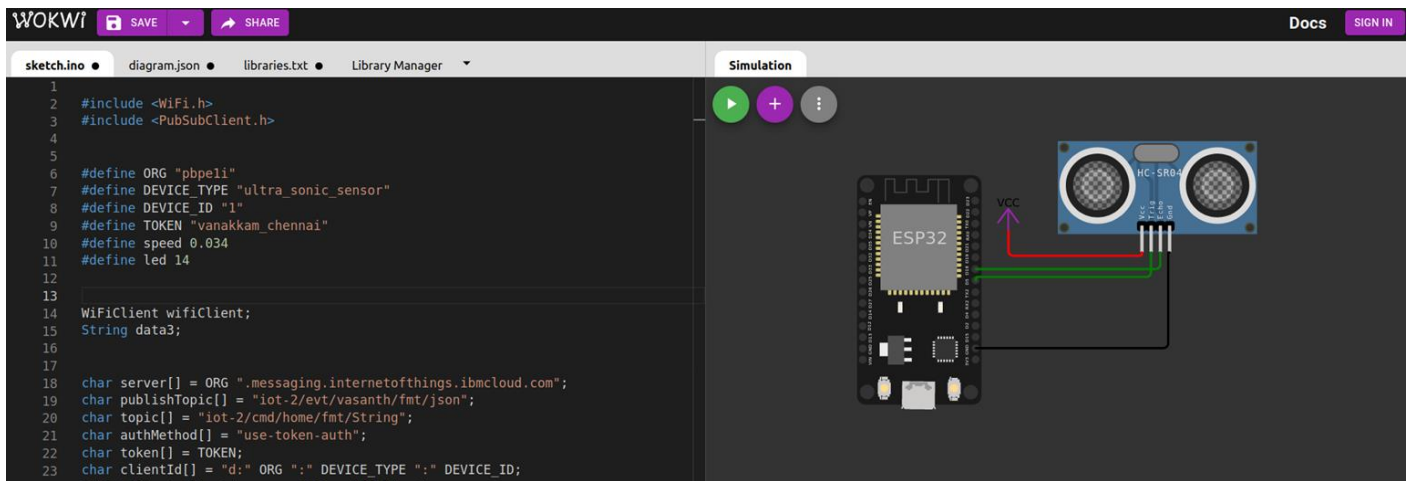 WOKWI SAVE SHARE Docs SIGN IN
sketch.ino ● diagram.json ● libraries.txt ● Library Manager Simulation
1
2 #include <WiFi.h>
3 #include <PubSubClient.h>
4
5
6 #define ORG "pbpeli"
7 #define DEVICE_TYPE "ultra_sonic_sensor"
8 #define DEVICE_ID "1"
9 #define TOKEN "vanakkam_chennai"
10 #define speed 0.034
11 #define led 14
12
13
14 WiFiClient wifiClient;
15 String data3;
16
17
18 char server[] = ORG ".messaging.internetofthings.ibmcloud.com";
19 char publishTopic[] = "iot-2/evt/vasanth/fmt/json";
20 char topic[] = "iot-2/cmd/home/fmt/String";
21 char authMethod[] = "use-token-auth";
22 char token[] = TOKEN;
23 char clientId[] = "d:" ORG ":" DEVICE_TYPE ":" DEVICE_ID;
HC-SR04
Vcc
Trig
Echo
Gnd
VCC
ESP32